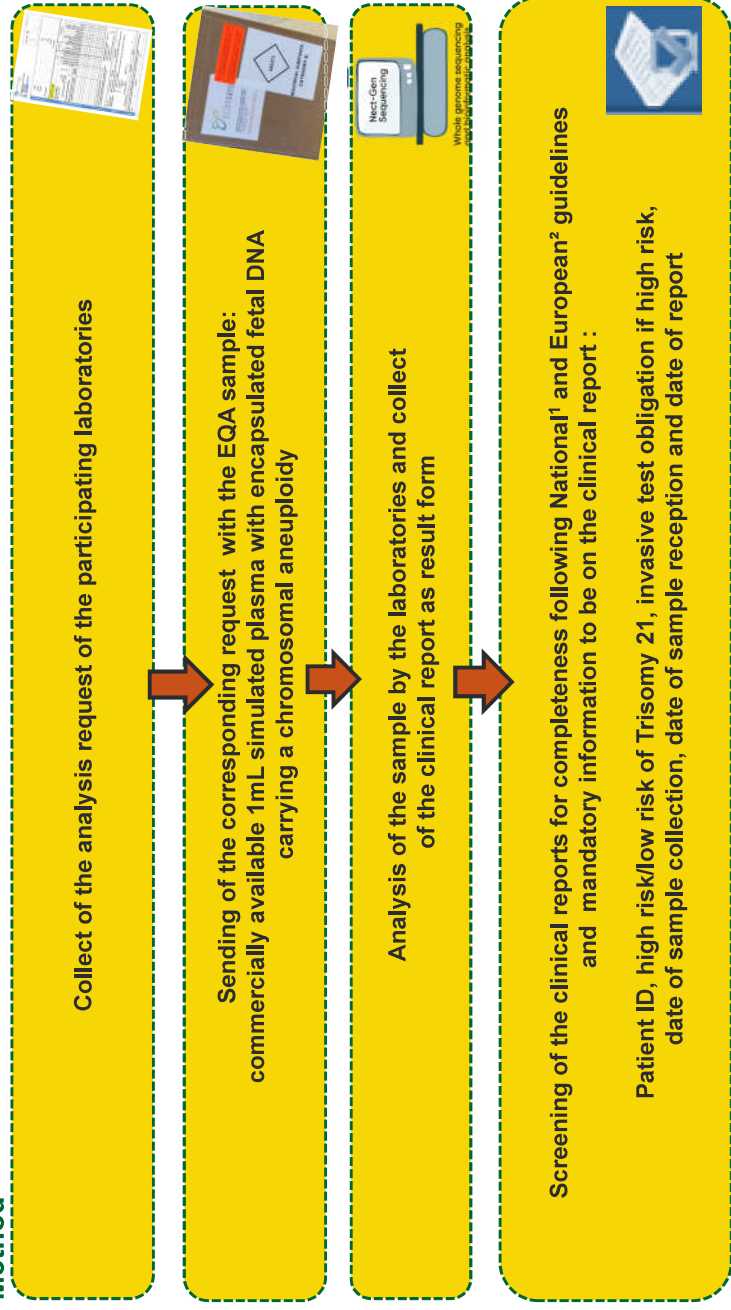 Method
Collect of the analysis request of the participating laboratories
Sending of the corresponding request with the EQA sample:
commercially available 1mL simulated plasma with encapsulated fetal DNA
carrying a chromosomal aneuploidy
Analysis of the sample by the laboratories and collect
of the clinical report as result form
Nect-Gen
Sequencing
Whole genome sequencing
and bioinformatic analysis
Screening of the clinical reports for completeness following National¹ and European² guidelines
and mandatory information to be on the clinical report :
Patient ID, high risk/low risk of Trisomy 21, invasive test obligation if high risk,
date of sample collection, date of sample reception and date of report